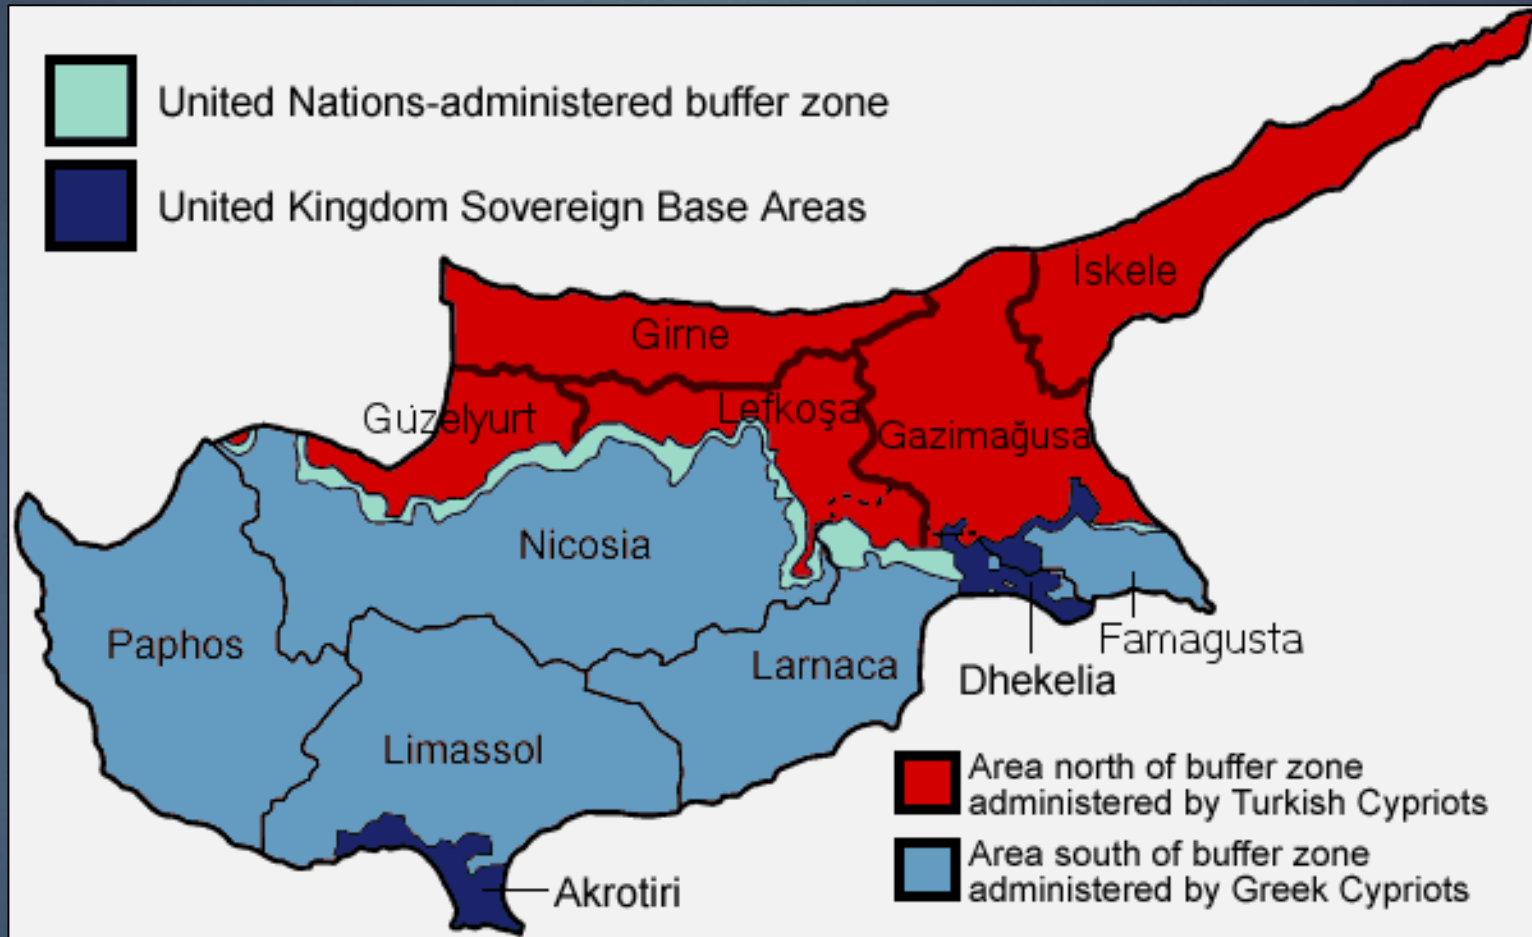 United Nations-administered buffer zone
United Kingdom Sovereign Base Areas
İskele
Girne
Lefkoşa
Güzelyurt
Gazimağusa
Nicosia
Paphos
Famagusta
Larnaca
Dhekelia
Limassol
Area north of buffer zone
administered by Turkish Cypriots
Area south of buffer zone
administered by Greek Cypriots
Akrotiri